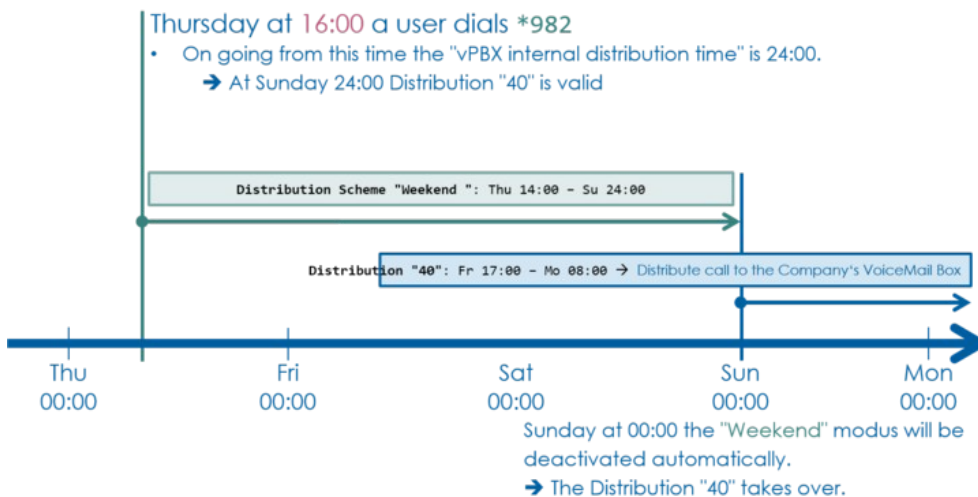 Thursday at 16:00 a user dials *982
• On going from this time the "vPBX internal distribution time" is 24:00.
➔ At Sunday 24:00 Distribution "40" is valid
Distribution Scheme "Weekend ": Thu 14:00 – Su 24:00
Distribution "40": Fr 17:00 – Mo 08:00 → Distribute call to the Company's VoiceMail Box
Thu Fri Sat Sun Mon
00:00 00:00 00:00 00:00 00:00
Sunday at 00:00 the "Weekend" modus will be
deactivated automatically.
➔ The Distribution "40" takes over.